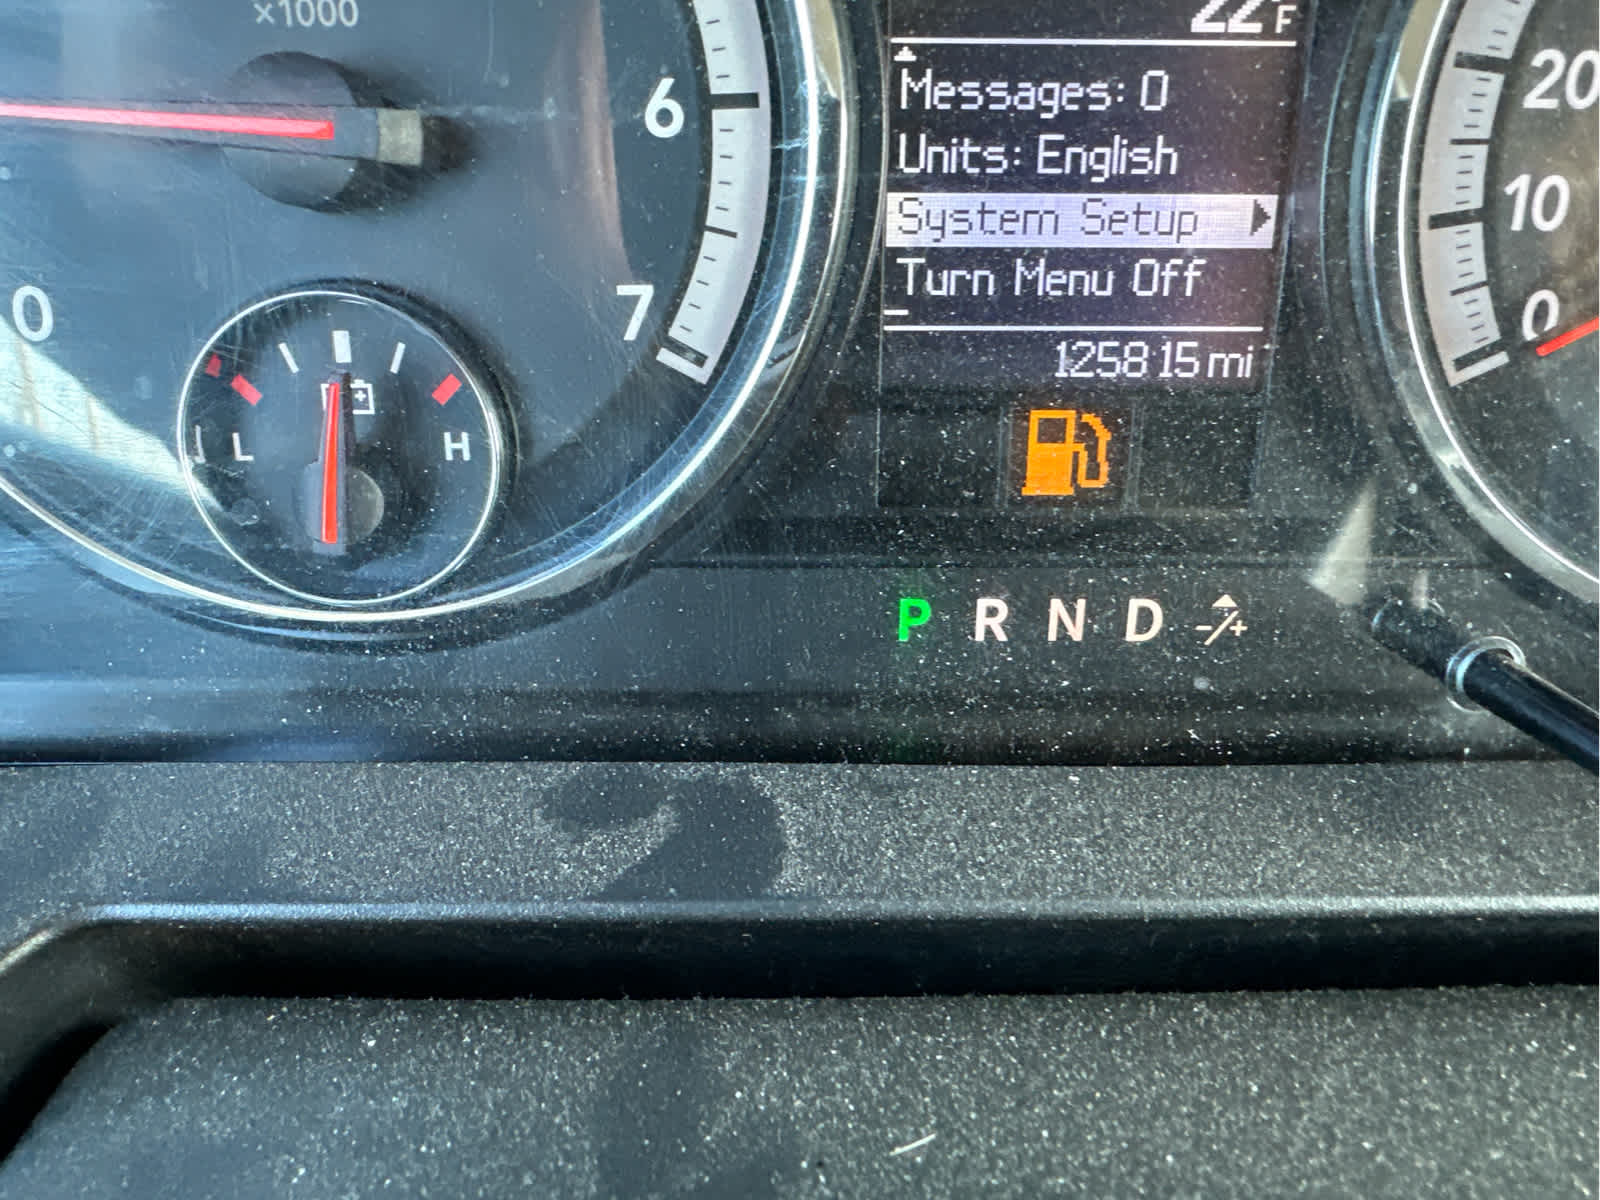 ×1000
22°F
Messages: 0
Units: English
System Setup
Turn Menu Off
125815 mi
6
7
0
L
H
20
10
0
P R N D -/+